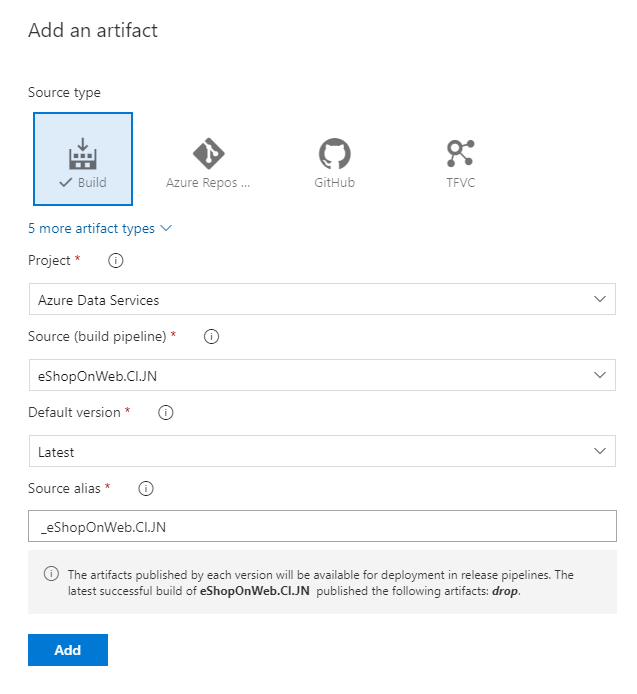 Add an artifact
Source type
Build
Azure Repos ...
GitHub
TFVC
5 more artifact types
Project *
Azure Data Services
Source (build pipeline) *
eShopOnWeb.CI.JN
Default version *
Latest
Source alias *
_eShopOnWeb.CI.JN
The artifacts published by each version will be available for deployment in release pipelines. The
latest successful build of eShopOnWeb.CI.JN published the following artifacts: drop.
Add